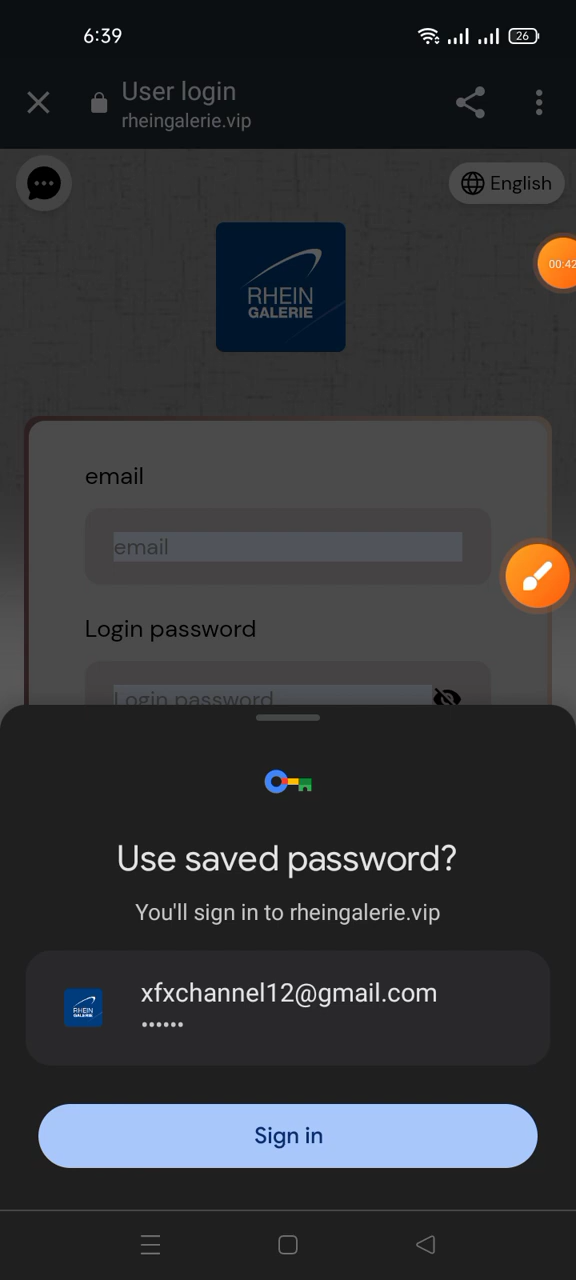 6:39
26
User login
rheingalerie.vip
English
RHEIN
GALERIE
00:42
email
email
Login password
Login password
Use saved password?
You'll sign in to rheingalerie.vip
xfxchannel12@gmail.com
••••••
RHEIN
GALERIE
Sign in